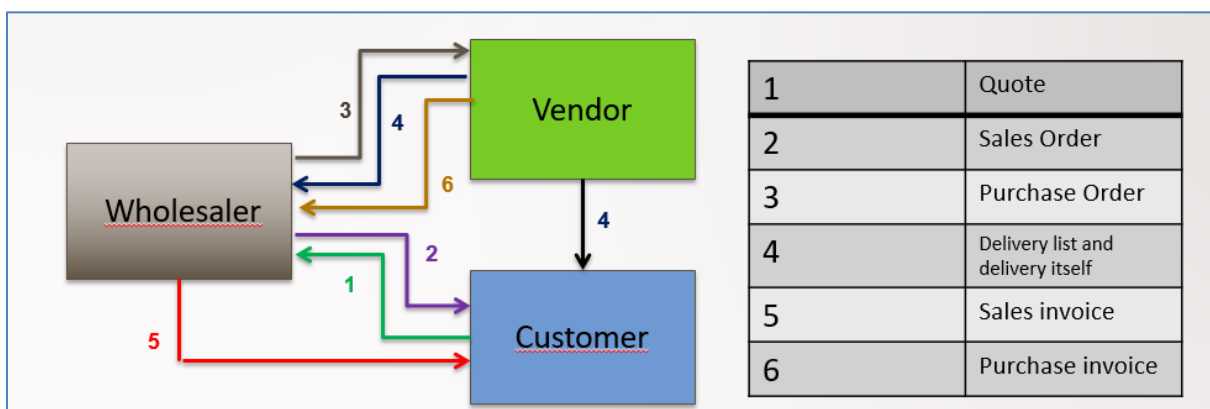 Vendor
3
4
6
Wholesaler
4
2
1
Customer
5
1 Quote
2 Sales Order
3 Purchase Order
4 Delivery list and
delivery itself
5 Sales invoice
6 Purchase invoice